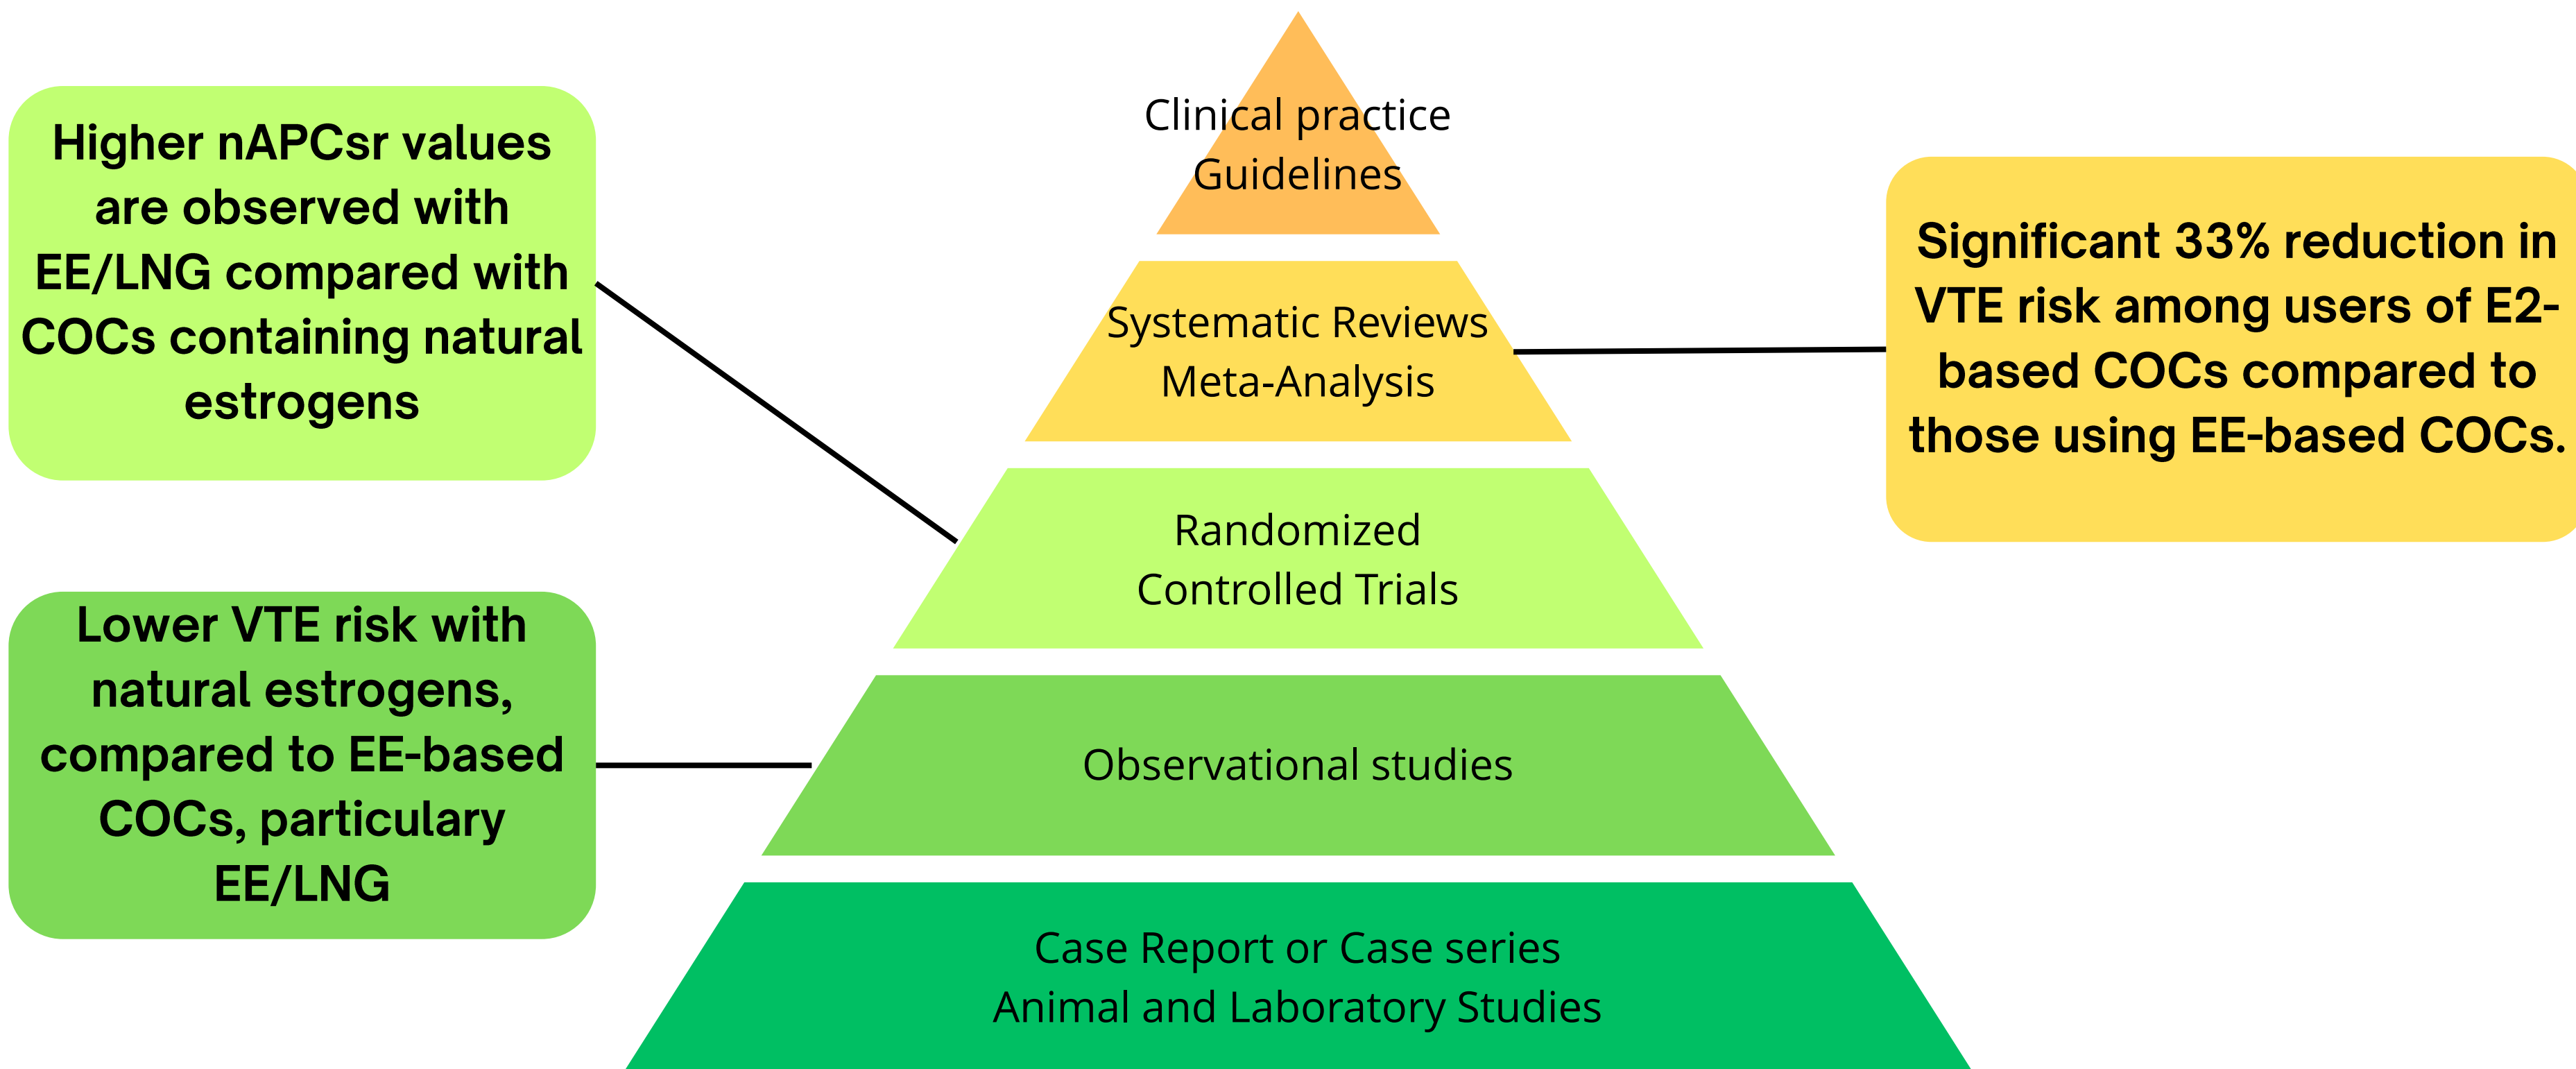 Higher nAPCsr values
are observed with
EE/LNG compared with
COCs containing natural
estrogens
Lower VTE risk with
natural estrogens,
compared to EE-based
COCs, particulary
EE/LNG
Clinical practice
Guidelines
Systematic Reviews
Meta-Analysis
Randomized
Controlled Trials
Observational studies
Case Report or Case series
Animal and Laboratory Studies
Significant 33% reduction in
VTE risk among users of E2-
based COCs compared to
those using EE-based COCs.